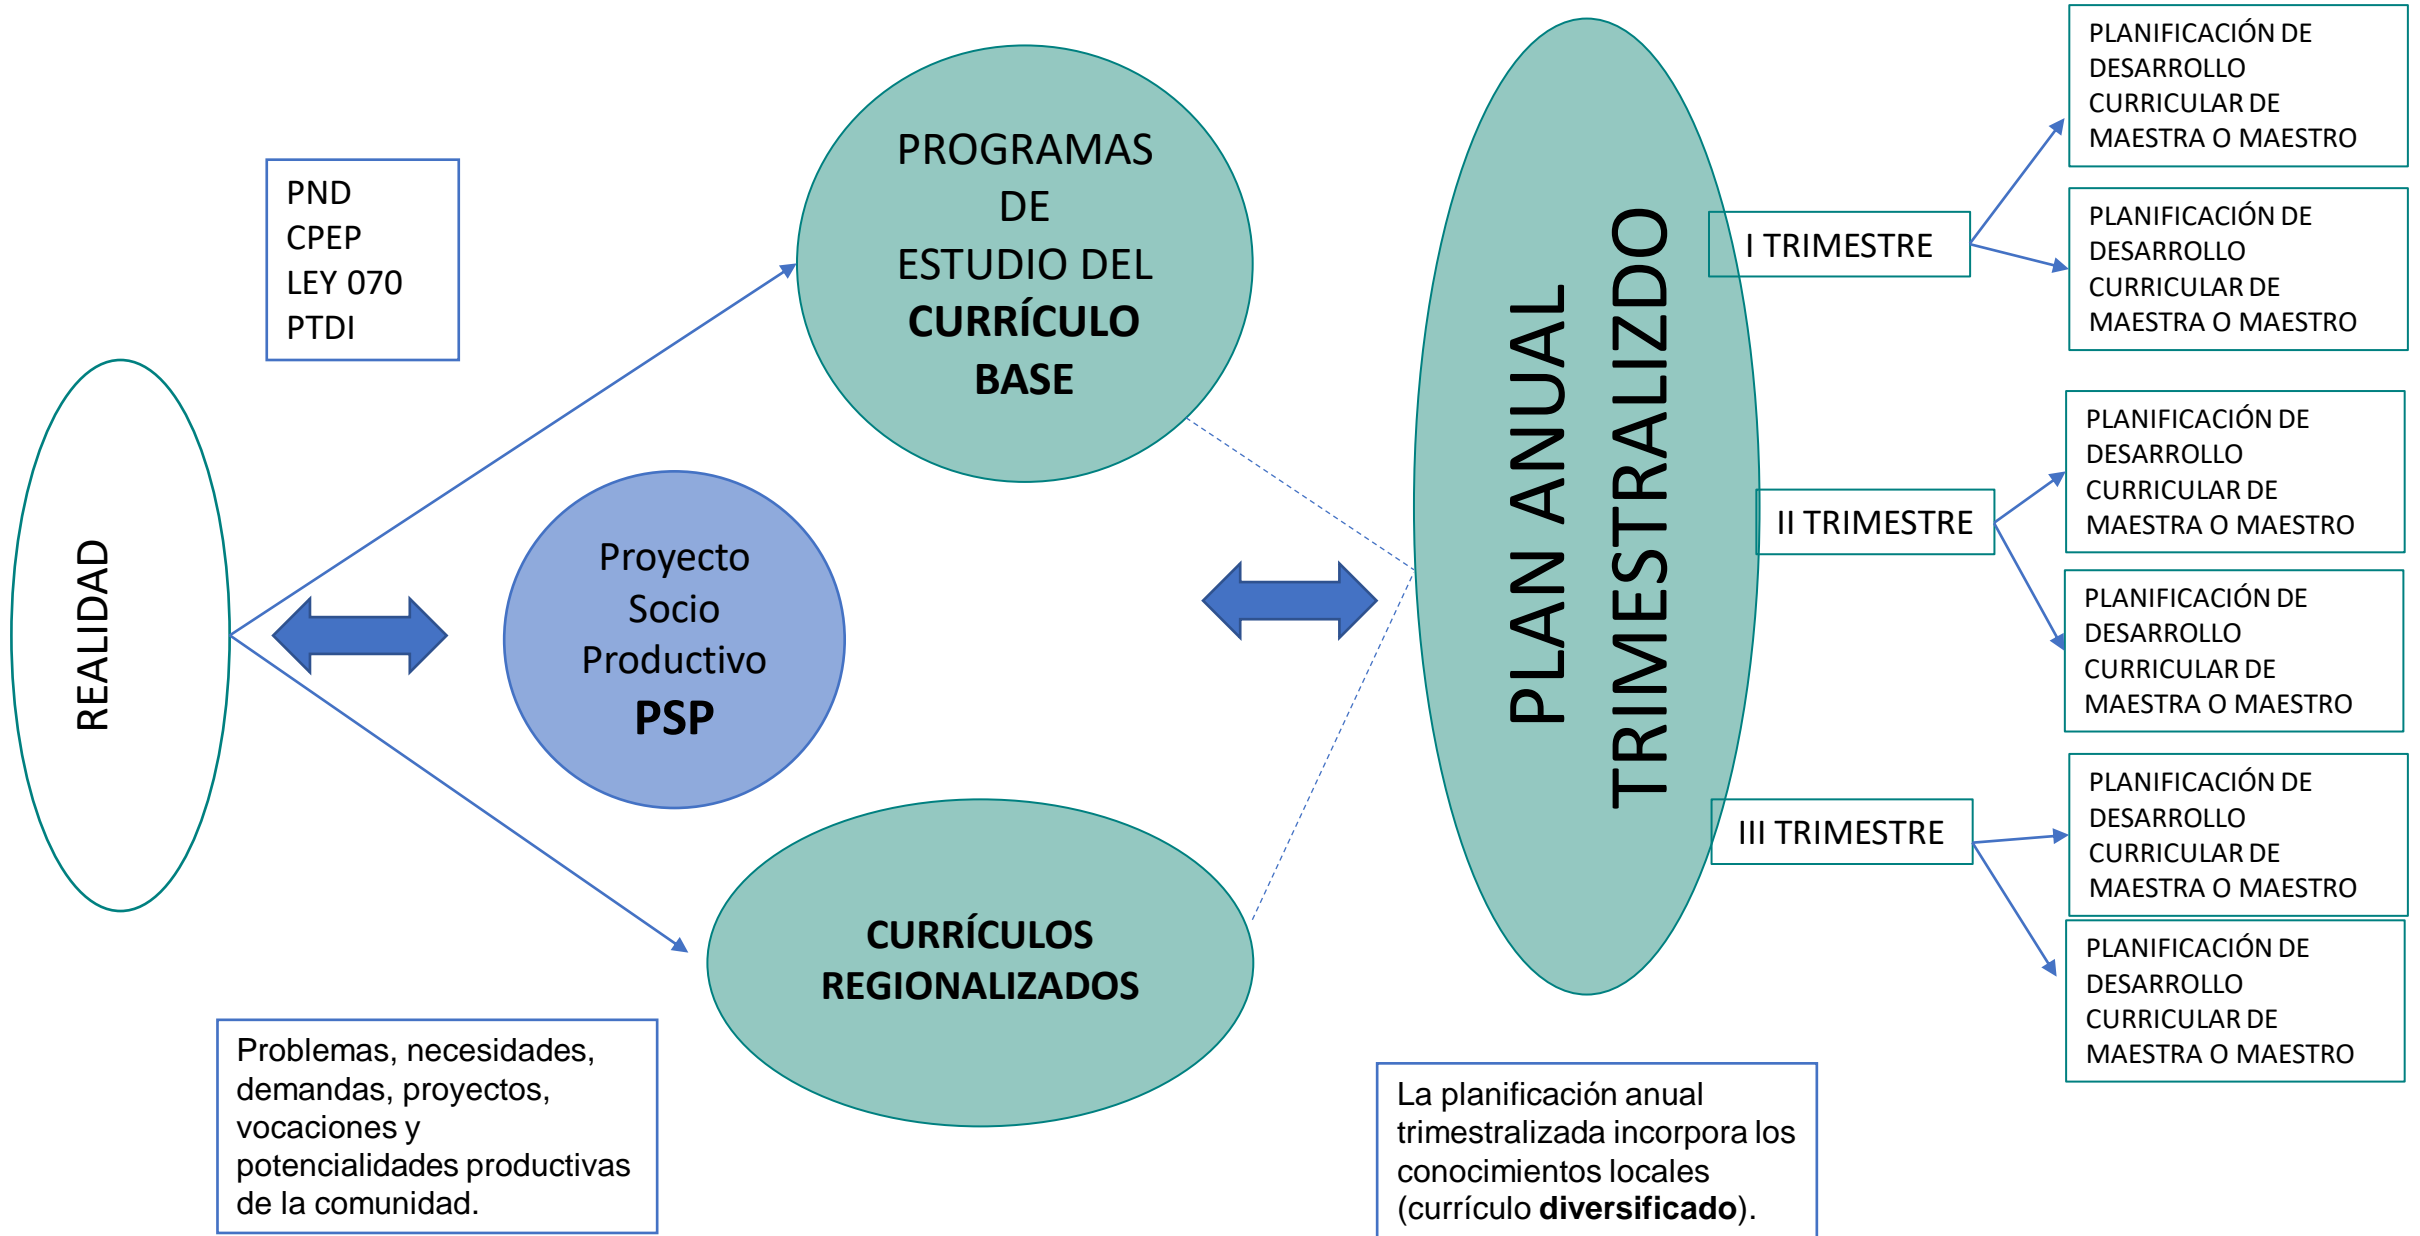 REALIDAD
PND
CPEP
LEY 070
PTDI
Problemas, necesidades,
demandas, proyectos,
vocaciones y
potencialidades productivas
de la comunidad.
Proyecto
Socio
Productivo
PSP
PROGRAMAS
DE
ESTUDIO DEL
CURRÍCULO
BASE
CURRÍCULOS
REGIONALIZADOS
PLAN ANUAL
TRIMESTRALIZDO
La planificación anual
trimestralizada incorpora los
conocimientos locales
(currículo diversificado).
I TRIMESTRE
PLANIFICACIÓN DE
DESARROLLO
CURRICULAR DE
MAESTRA O MAESTRO
PLANIFICACIÓN DE
DESARROLLO
CURRICULAR DE
MAESTRA O MAESTRO
II TRIMESTRE
PLANIFICACIÓN DE
DESARROLLO
CURRICULAR DE
MAESTRA O MAESTRO
PLANIFICACIÓN DE
DESARROLLO
CURRICULAR DE
MAESTRA O MAESTRO
III TRIMESTRE
PLANIFICACIÓN DE
DESARROLLO
CURRICULAR DE
MAESTRA O MAESTRO
PLANIFICACIÓN DE
DESARROLLO
CURRICULAR DE
MAESTRA O MAESTRO